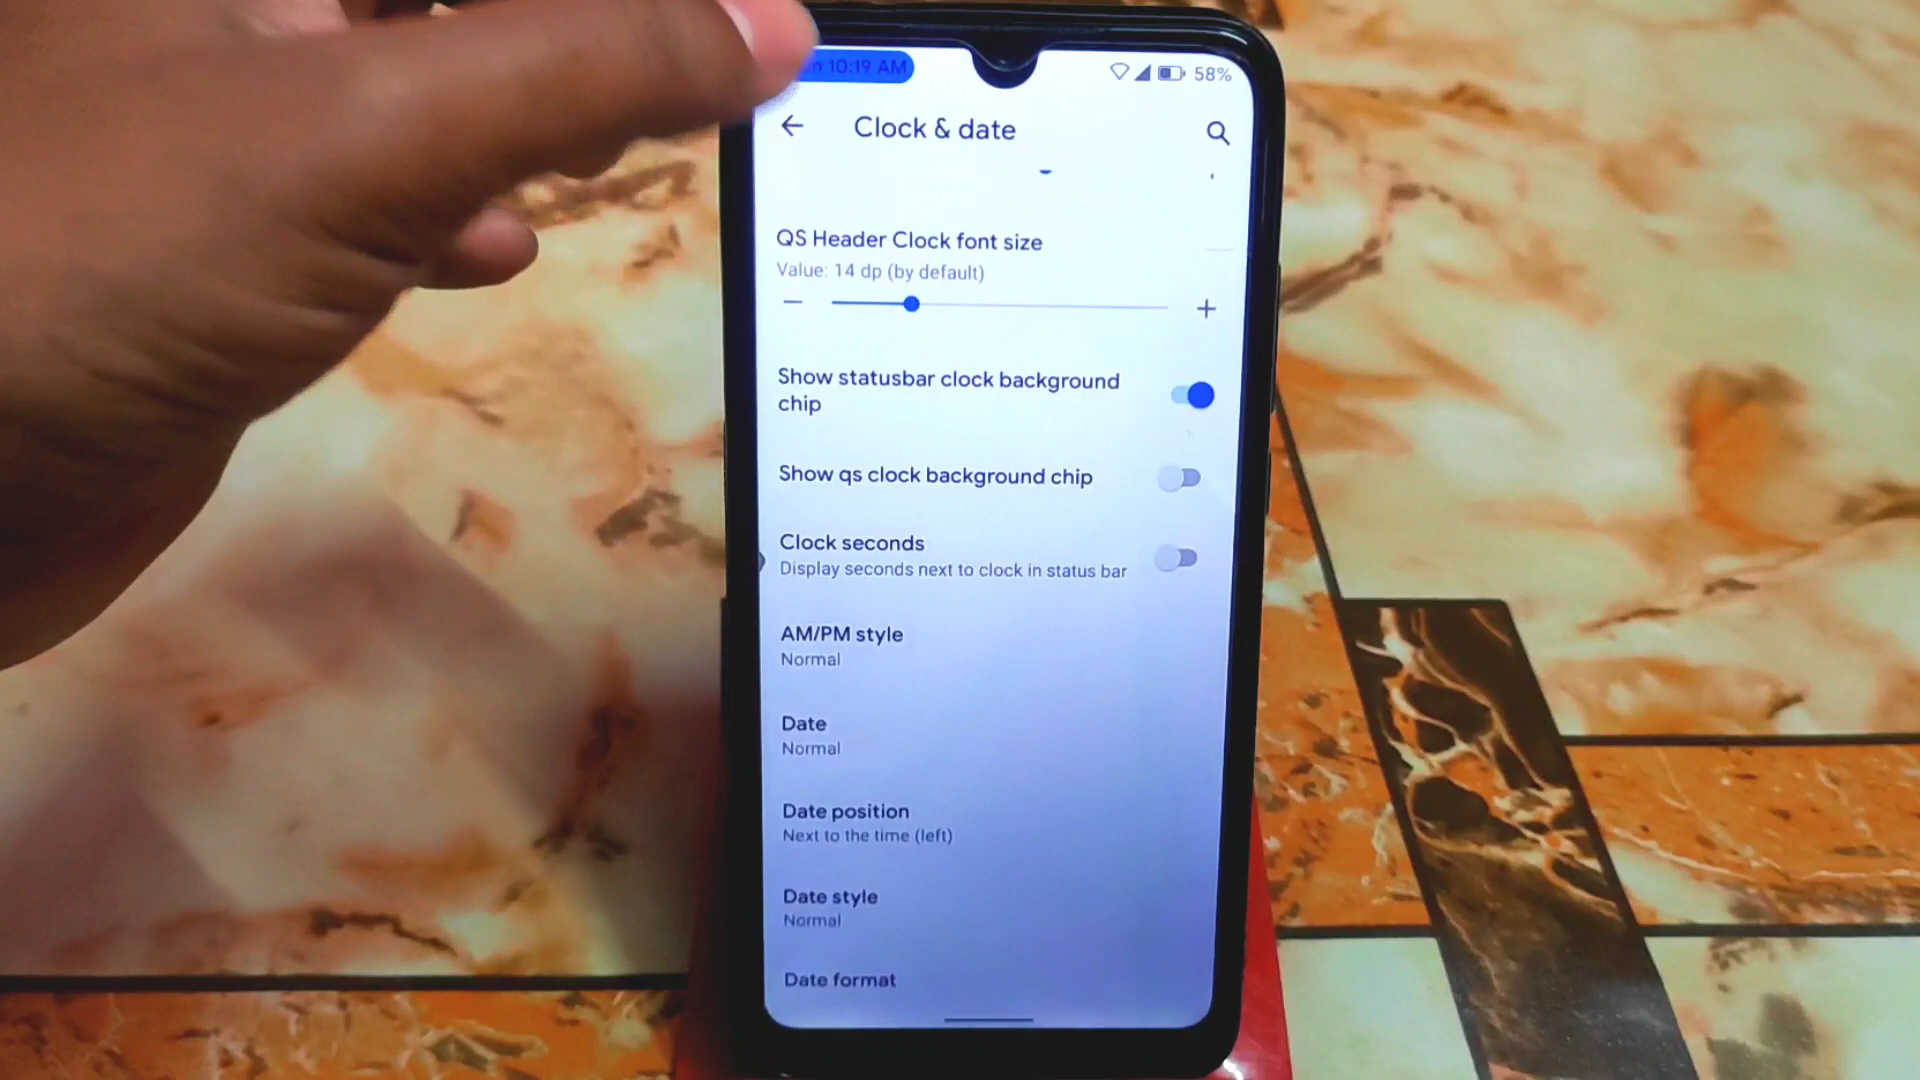 10:19 AM
58%
Clock & date
QS Header Clock font size
Value: 14 dp (by default)
Show statusbar clock background
chip
Show qs clock background chip
Clock seconds
Display seconds next to clock in status bar
AM/PM style
Normal
Date
Normal
Date position
Next to the time (left)
Date style
Normal
Date format